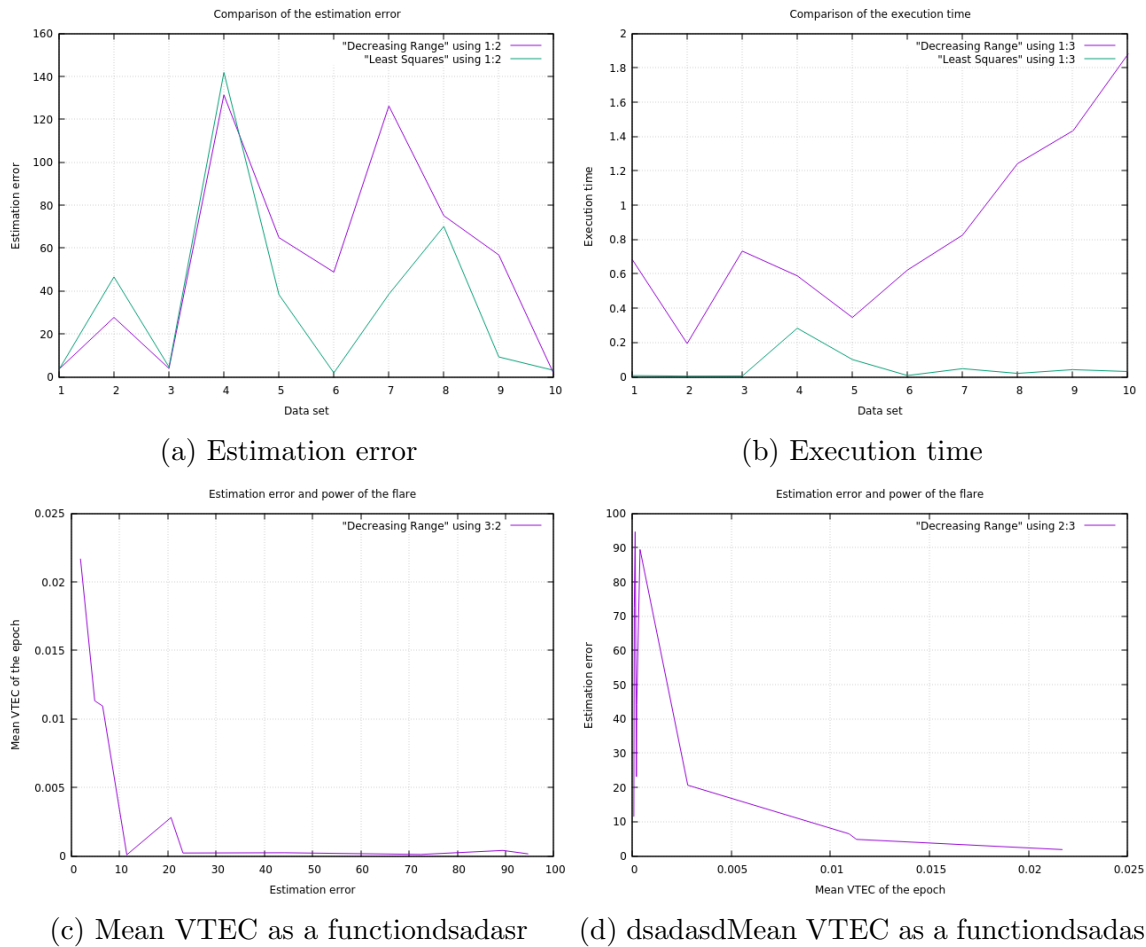 Comparison of the estimation error
"Decreasing Range" using 1:2
"Least Squares" using 1:2
160
140
120
100
80
60
40
20
0
Estimation error
1 2 3 4 5 6 7 8 9 10
Data set
(a) Estimation error
Comparison of the execution time
"Decreasing Range" using 1:3
"Least Squares" using 1:3
2
1.8
1.6
1.4
1.2
1
0.8
0.6
0.4
0.2
0
Execution time
1 2 3 4 5 6 7 8 9 10
Data set
(b) Execution time
Estimation error and power of the flare
"Decreasing Range" using 3:2
0.025
0.02
0.015
0.01
0.005
0
Mean VTEC of the epoch
0 10 20 30 40 50 60 70 80 90 100
Estimation error
(c) Mean VTEC as a functiondsadasr
Estimation error and power of the flare
"Decreasing Range" using 2:3
100
90
80
70
60
50
40
30
20
10
0
Estimation error
0 0.005 0.01 0.015 0.02 0.025
Mean VTEC of the epoch
(d) dsadasdMean VTEC as a functiondsadas